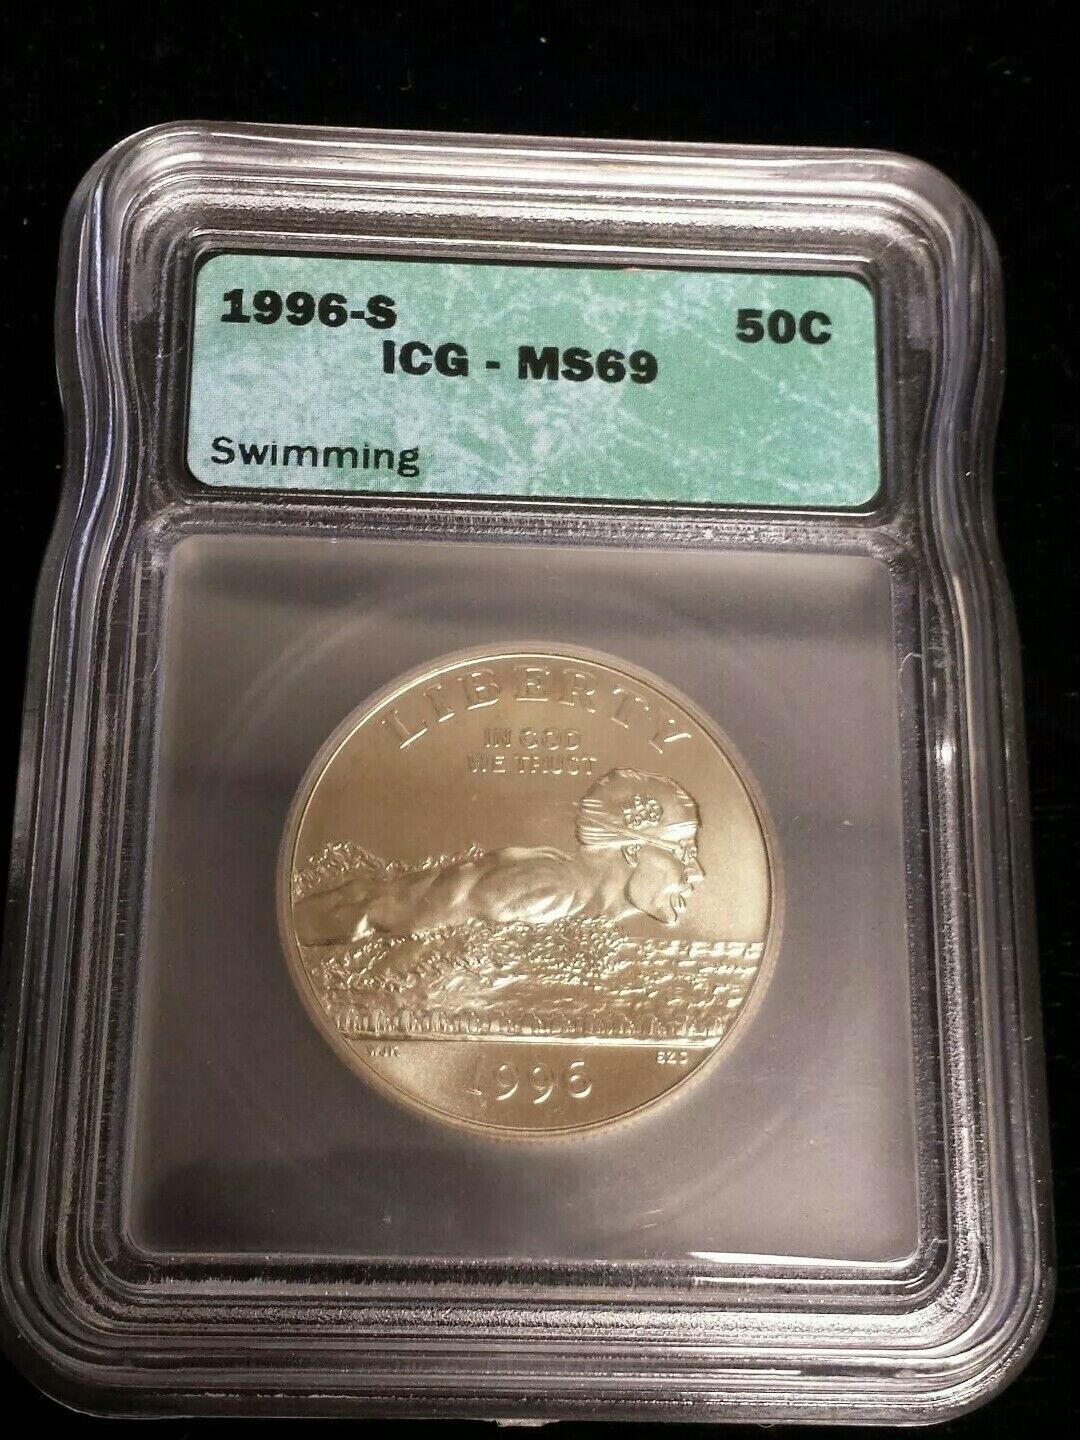 1996-S
50C
ICG - MS69
Swimming
LIBERTY
IN GOD
WE TRUST
1996